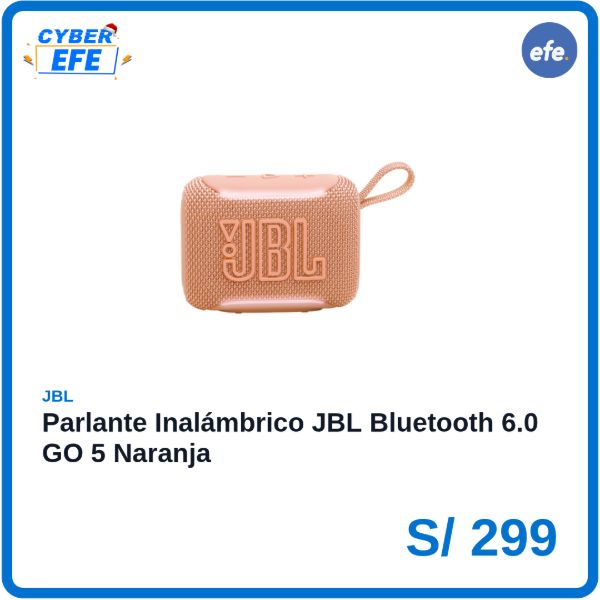 CYBER
EFE
efe.
JBL
JBL
Parlante Inalámbrico JBL Bluetooth 6.0
GO 5 Naranja
S/ 299